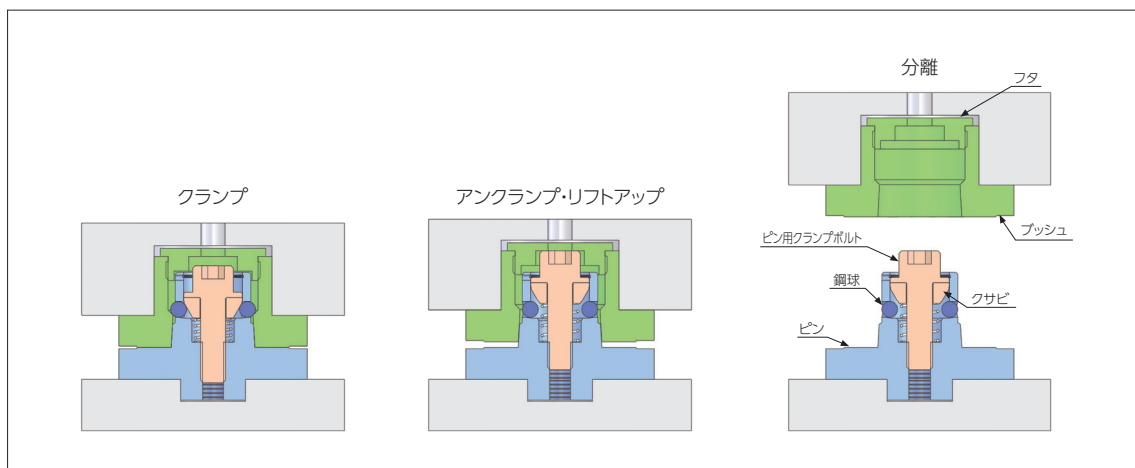 クランプ
アンクランプ・リフトアップ
分離
フタ
ブッシュ
ピン用クランプボルト
鋼球
クサビ
ピン